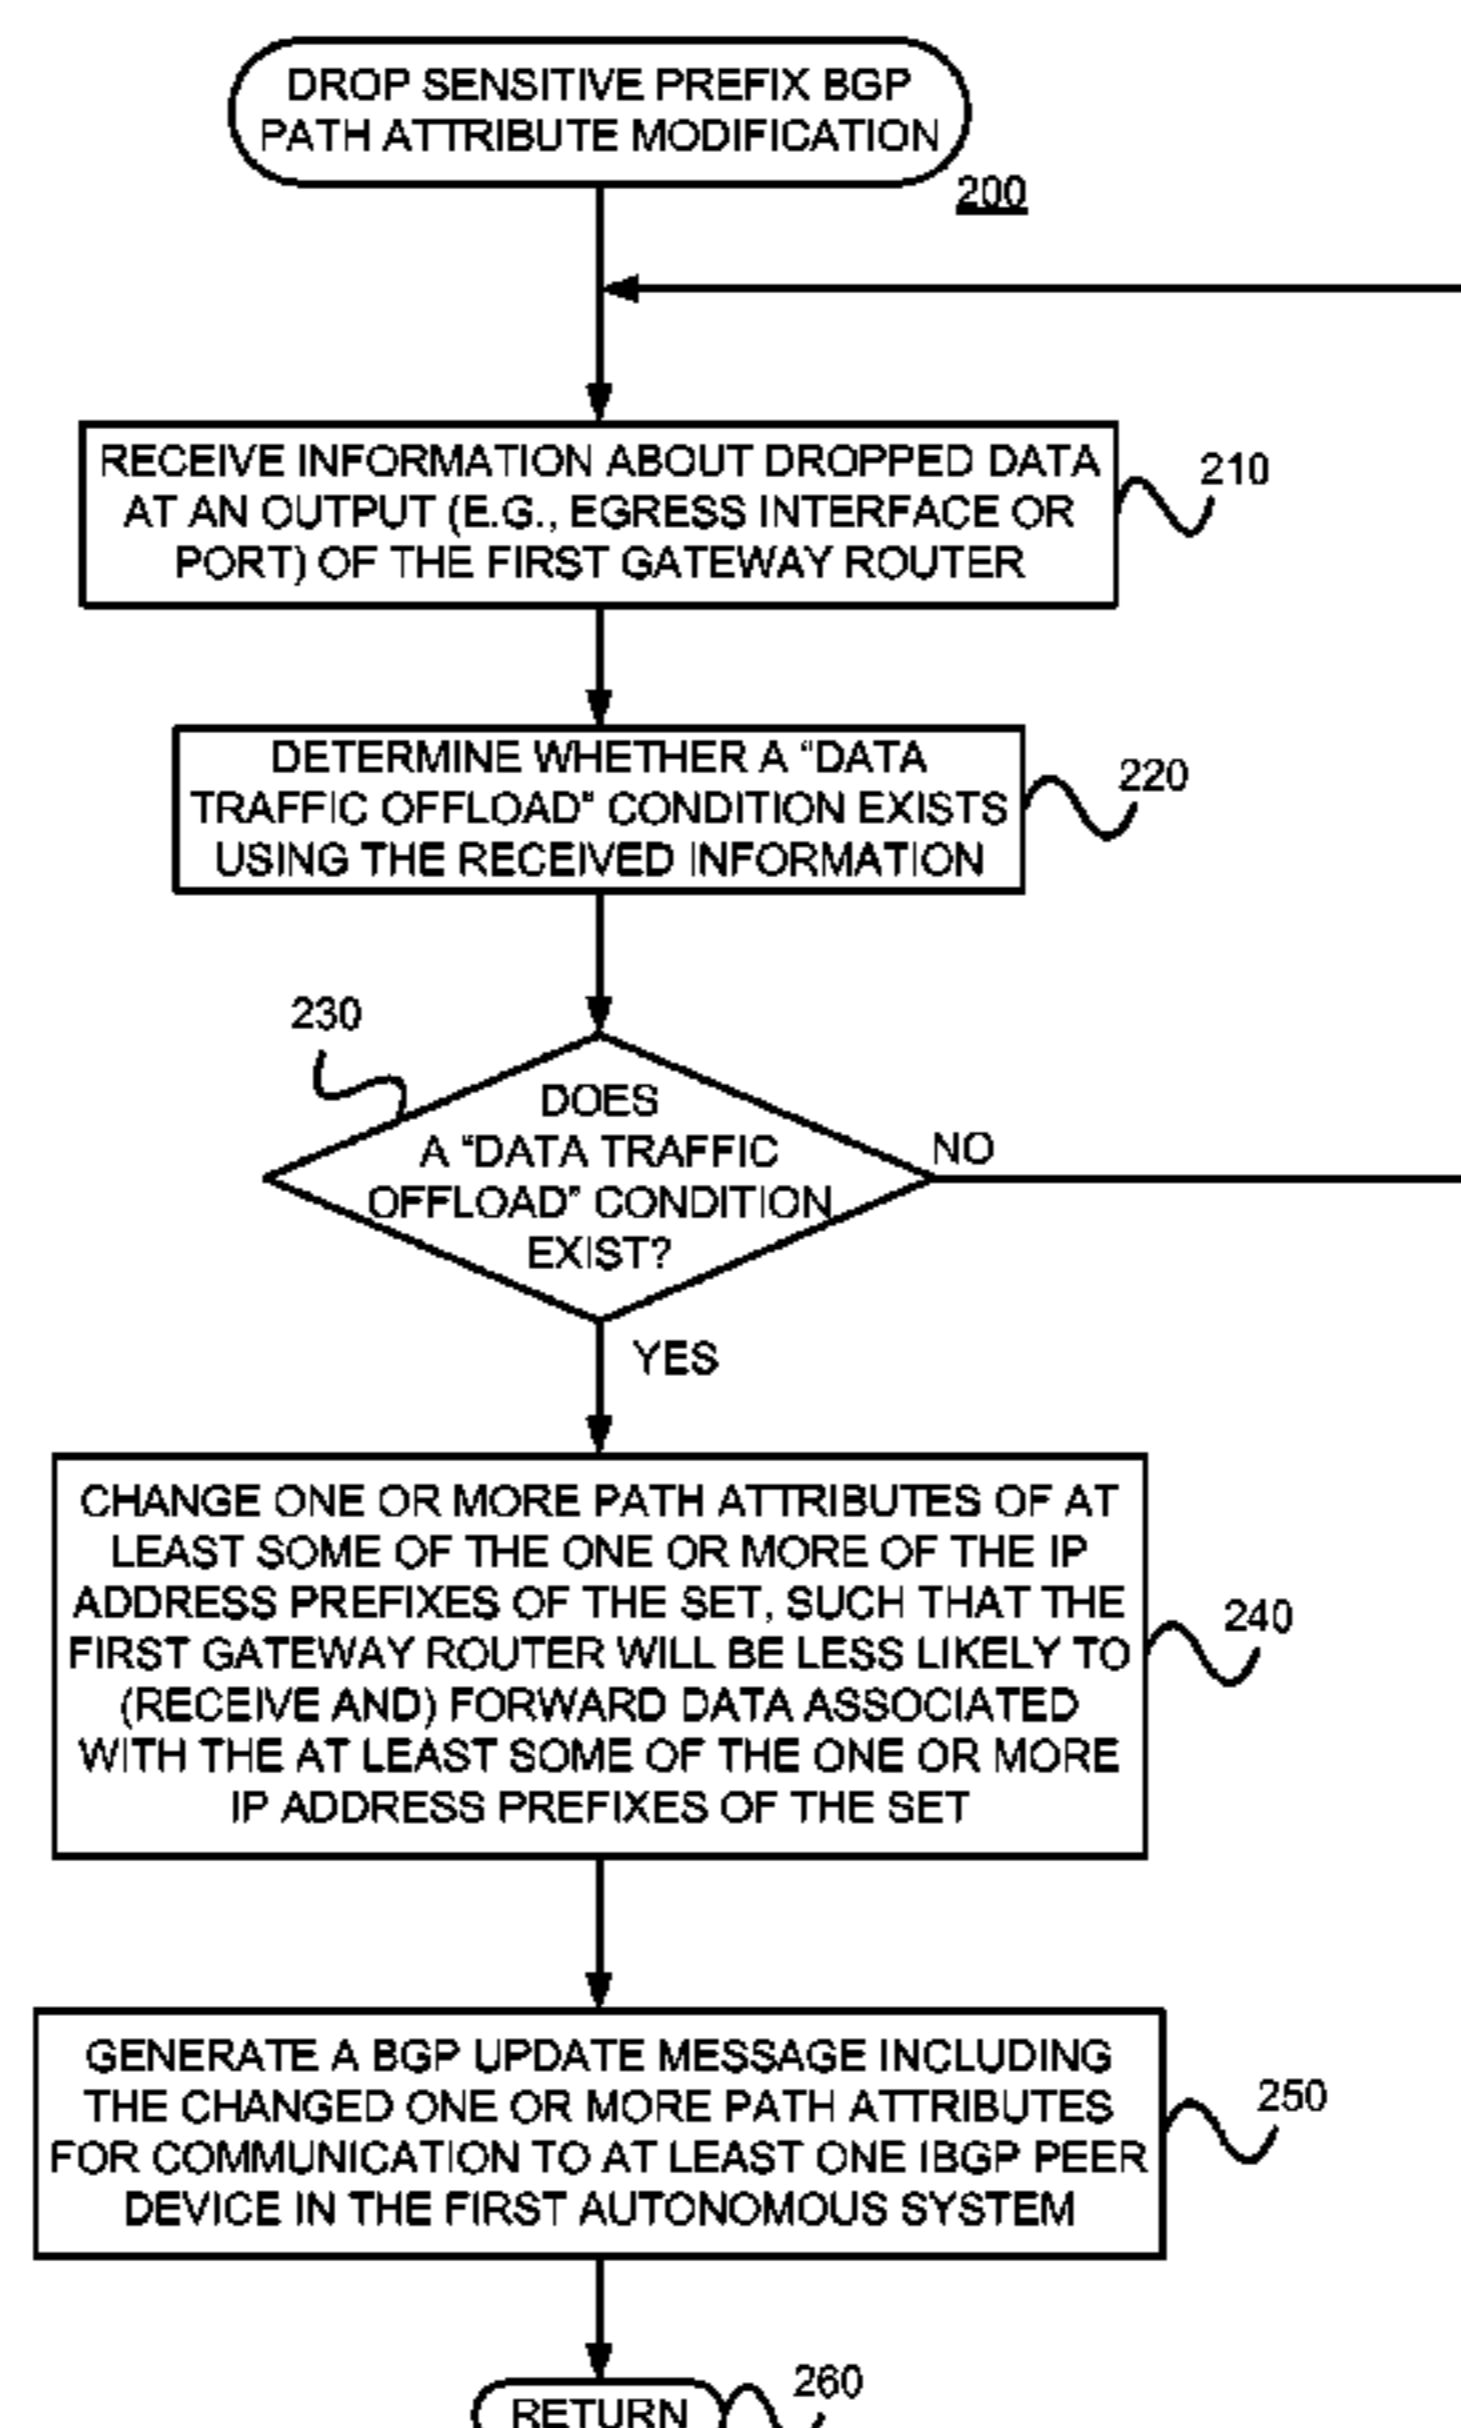 DROP SENSITIVE PREFIX BGP
PATH ATTRIBUTE MODIFICATION
200
RECEIVE INFORMATION ABOUT DROPPED DATA
AT AN OUTPUT (E.G., EGRESS INTERFACE OR
PORT) OF THE FIRST GATEWAY ROUTER
210
DETERMINE WHETHER A “DATA
TRAFFIC OFFLOAD” CONDITION EXISTS
USING THE RECEIVED INFORMATION
220
230
DOES
A “DATA TRAFFIC
OFFLOAD” CONDITION
EXIST?
NO
YES
CHANGE ONE OR MORE PATH ATTRIBUTES OF AT
LEAST SOME OF THE ONE OR MORE OF THE IP
ADDRESS PREFIXES OF THE SET, SUCH THAT THE
FIRST GATEWAY ROUTER WILL BE LESS LIKELY TO
(RECEIVE AND) FORWARD DATA ASSOCIATED
WITH THE AT LEAST SOME OF THE ONE OR MORE
IP ADDRESS PREFIXES OF THE SET
240
GENERATE A BGP UPDATE MESSAGE INCLUDING
THE CHANGED ONE OR MORE PATH ATTRIBUTES
FOR COMMUNICATION TO AT LEAST ONE IBGP PEER
DEVICE IN THE FIRST AUTONOMOUS SYSTEM
250
RETURN
260